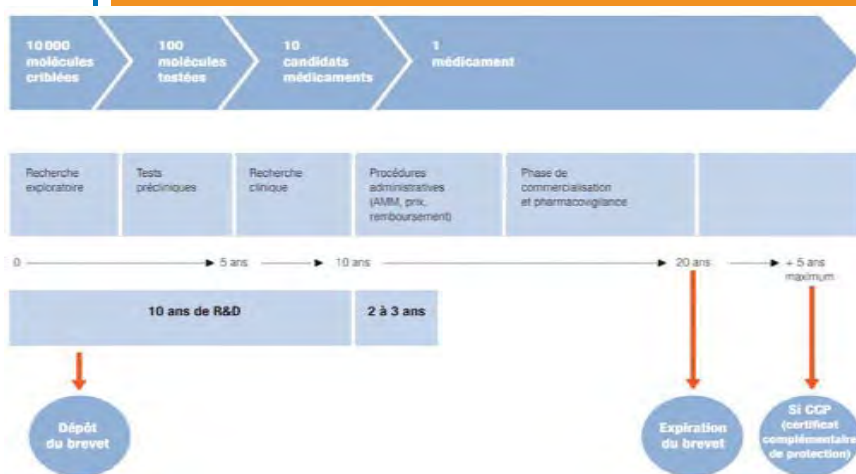 10 000
molécules
criblées
100
molécules
testées
10
candidats
médicaments
1
médicament
Recherche
exploratoire
Tests
précliniques
Recherche
clinique
Procédures
administratives
(AMM, prix,
remboursement)
Phase de
commercialisation
et pharmacovigilance
0
5 ans
10 ans
20 ans
+ 5 ans
maximum
10 ans de R&D
2 à 3 ans
Dépôt
du brevet
Expiration
du brevet
Si CCP
(certificat
complémentaire
de protection)